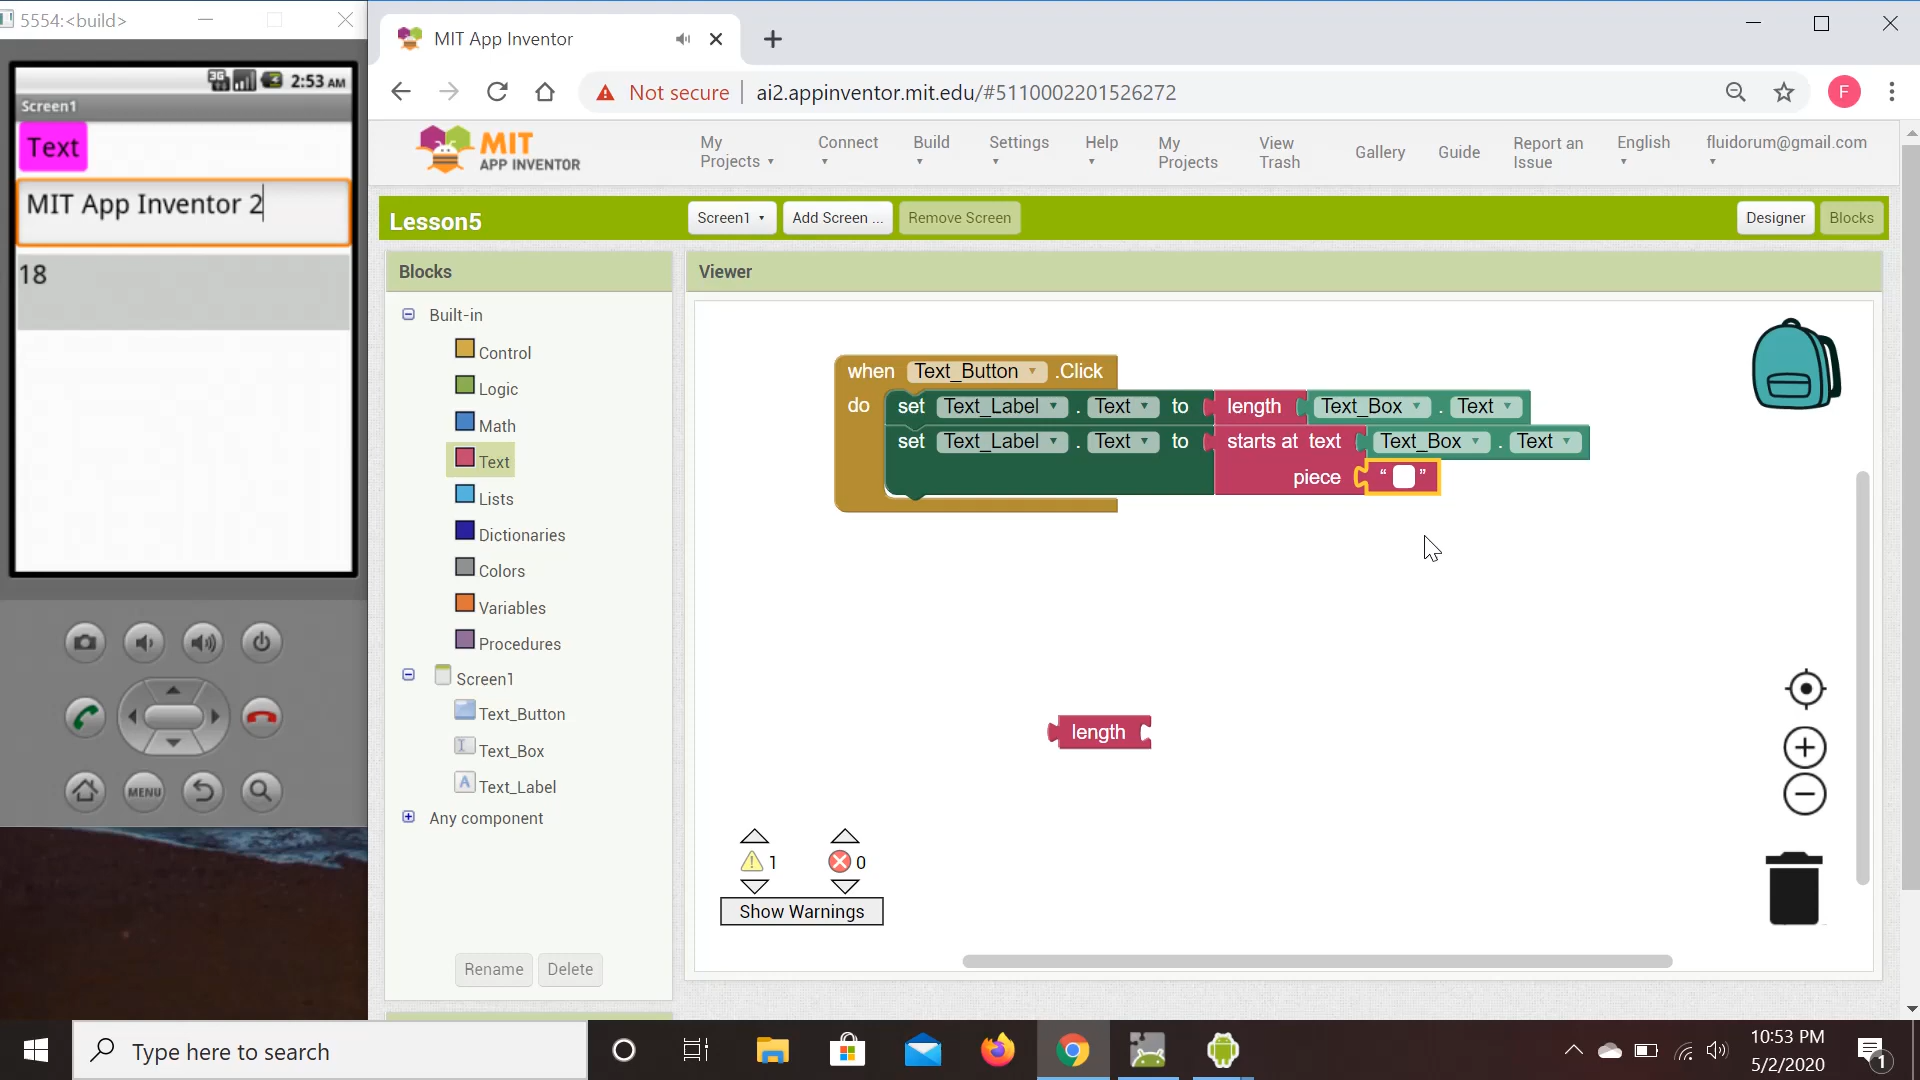 5554:<build>
3G
2:53 AM
Screen1
Text
MIT App Inventor 2
18
MENU
MIT App Inventor
Not secure
ai2.appinventor.mit.edu/#5110002201526272
F
MIT
APP INVENTOR
My Projects
Connect
Build
Settings
Help
My Projects
View Trash
Gallery
Guide
Report an Issue
English
fluidorum@gmail.com
Lesson5
Screen1
Add Screen ...
Remove Screen
Designer
Blocks
Blocks
Built-in
Control
Logic
Math
Text
Lists
Dictionaries
Colors
Variables
Procedures
Screen1
Text_Button
Text_Box
Text_Label
Any component
Rename
Delete
Viewer
when Text_Button .Click
do set Text_Label . Text to length Text_Box . Text
set Text_Label . Text to starts at text Text_Box . Text
piece “ ”
length
1
0
Show Warnings
Type here to search
10:53 PM
5/2/2020
1